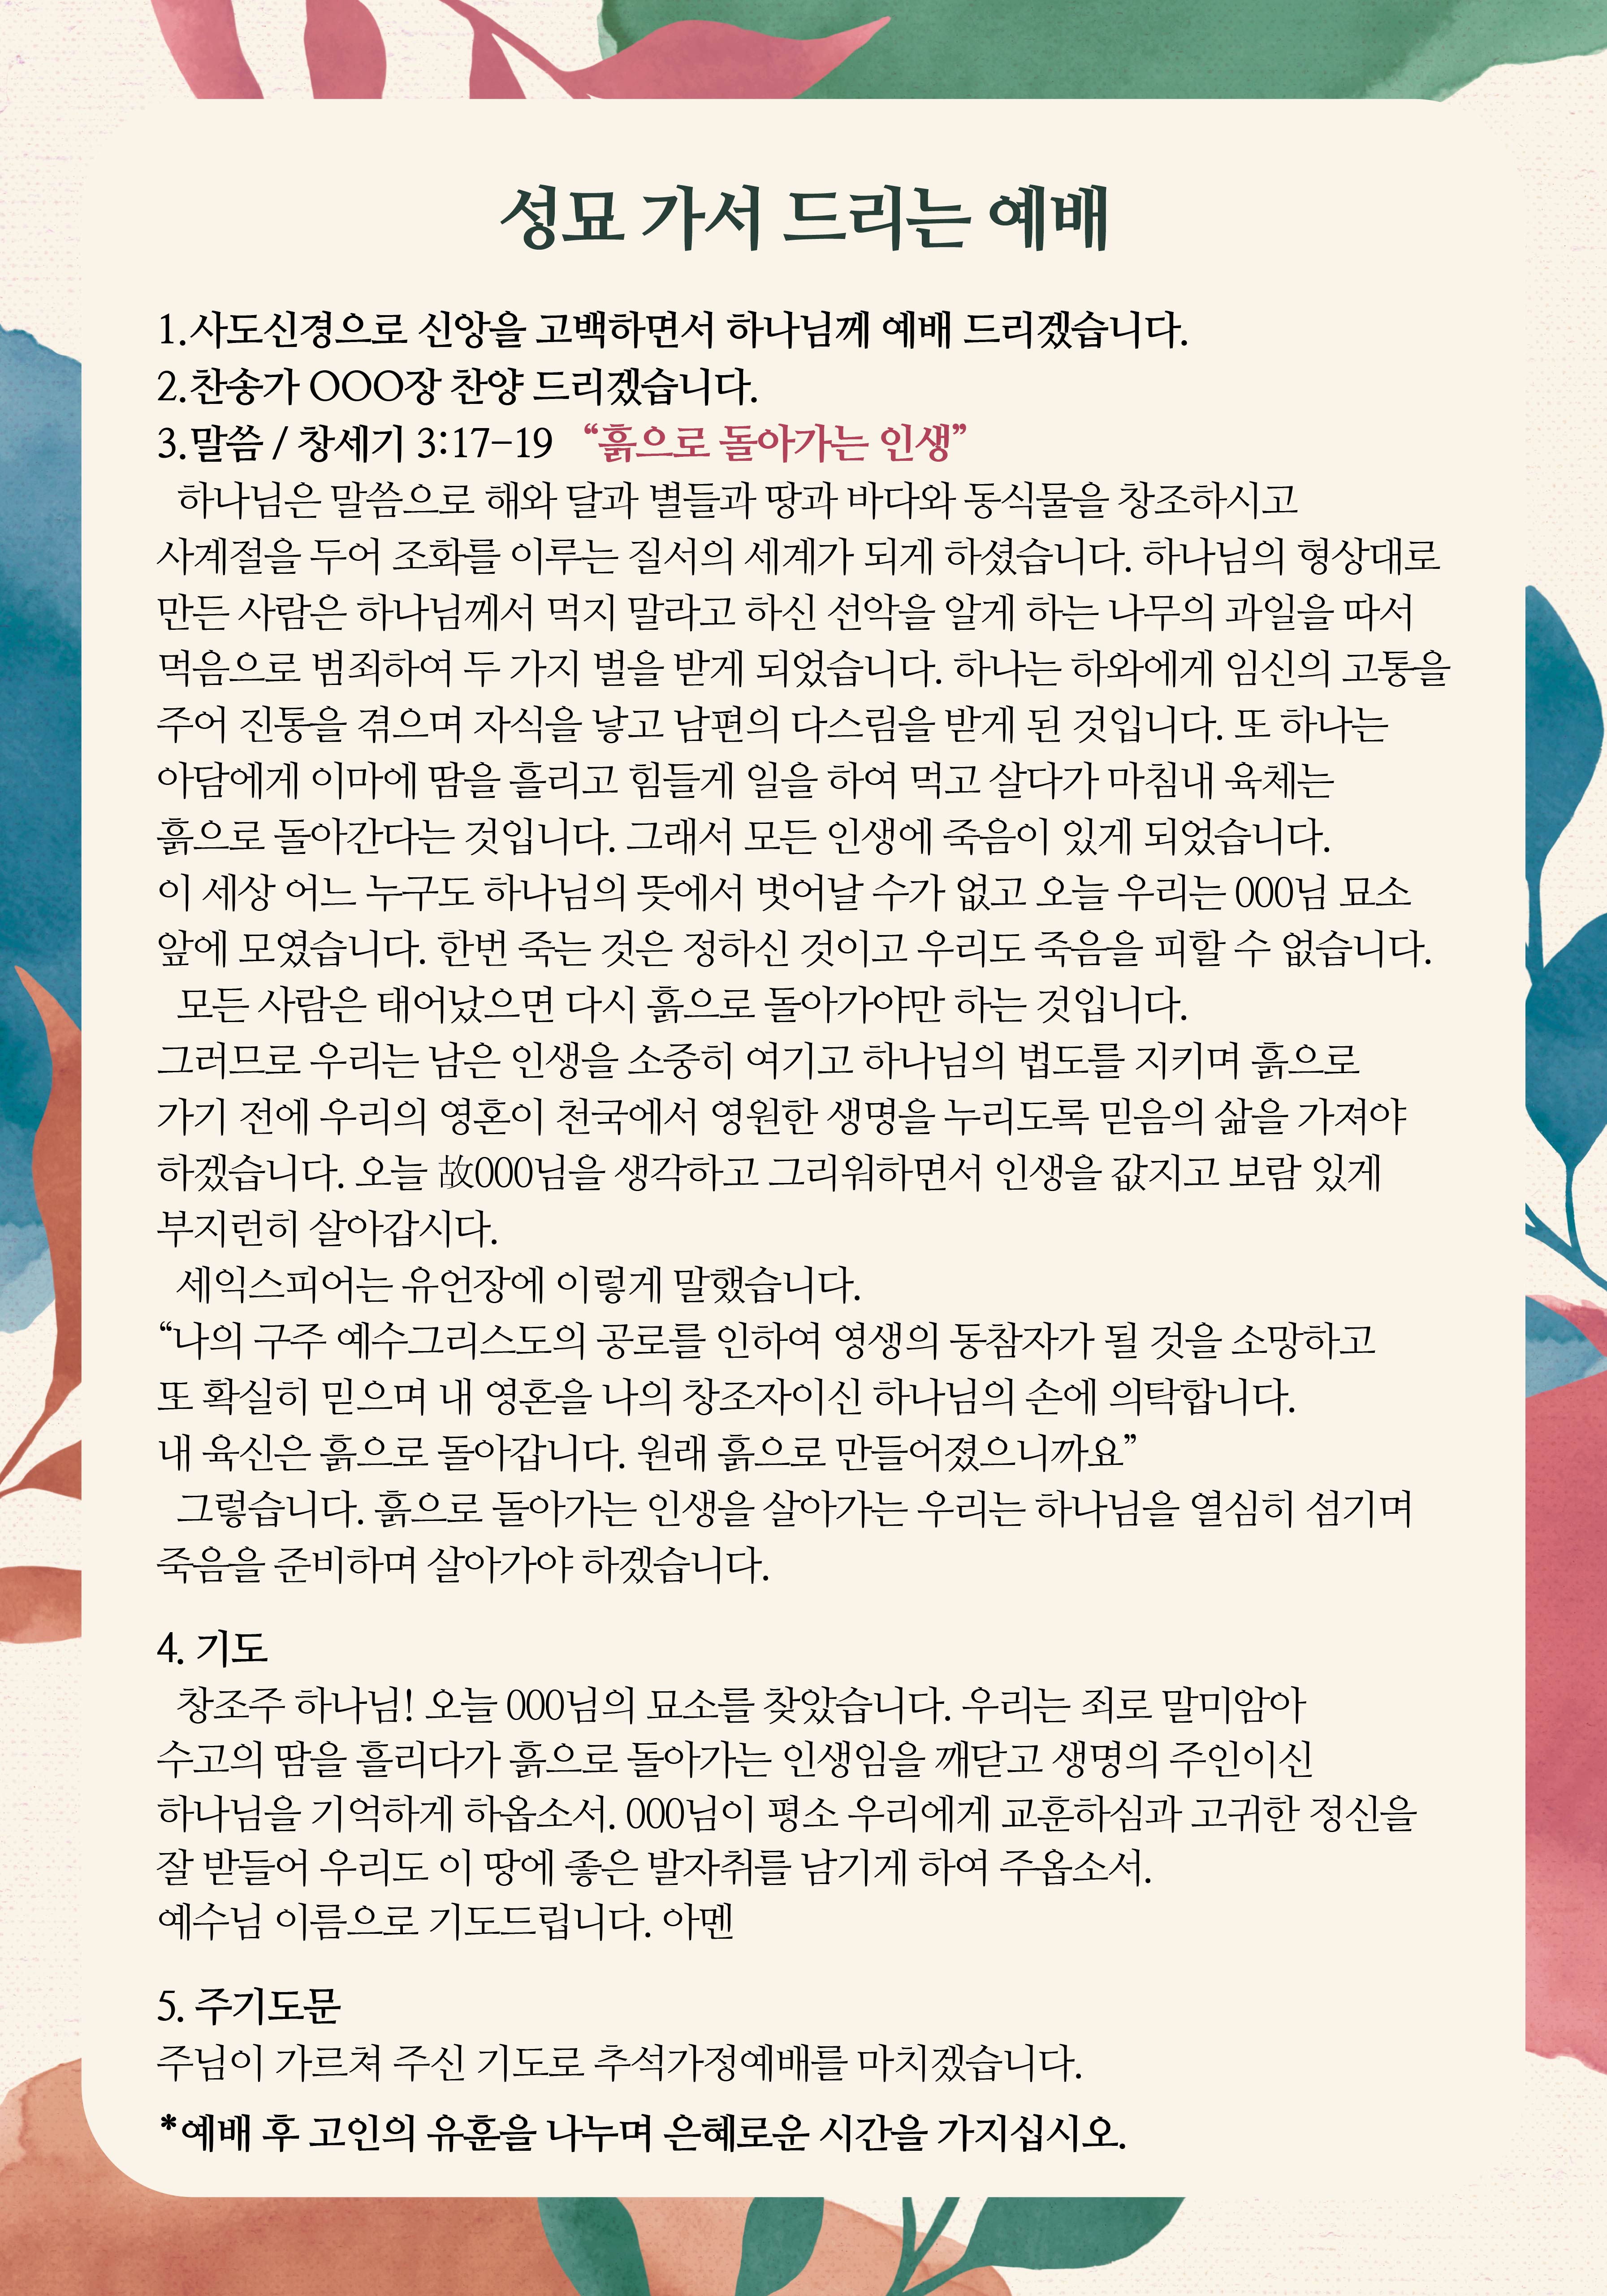 성묘 가서 드리는 예배
1.사도신경으로 신앙을 고백하면서 하나님께 예배 드리겠습니다.
2.찬송가 OOO장 찬양 드리겠습니다.
3.말씀 / 창세기 3:17-19 “흙으로 돌아가는 인생”
하나님은 말씀으로 해와 달과 별들과 땅과 바다와 동식물을 창조하시고
사계절을 두어 조화를 이루는 질서의 세계가 되게 하셨습니다. 하나님의 형상대로
만든 사람은 하나님께서 먹지 말라고 하신 선악을 알게 하는 나무의 과일을 따서
먹음으로 범죄하여 두 가지 벌을 받게 되었습니다. 하나는 하와에게 임신의 고통을
주어 진통을 겪으며 자식을 낳고 남편의 다스림을 받게 된 것입니다. 또 하나는
아담에게 이마에 땀을 흘리고 힘들게 일을 하여 먹고 살다가 마침내 육체는
흙으로 돌아간다는 것입니다. 그래서 모든 인생에 죽음이 있게 되었습니다.
이 세상 어느 누구도 하나님의 뜻에서 벗어날 수가 없고 오늘 우리는 000님 묘소
앞에 모였습니다. 한번 죽는 것은 정하신 것이고 우리도 죽음을 피할 수 없습니다.
모든 사람은 태어났으면 다시 흙으로 돌아가야만 하는 것입니다.
그러므로 우리는 남은 인생을 소중히 여기고 하나님의 법도를 지키며 흙으로
가기 전에 우리의 영혼이 천국에서 영원한 생명을 누리도록 믿음의 삶을 가져야
하겠습니다. 오늘 故000님을 생각하고 그리워하면서 인생을 값지고 보람 있게
부지런히 살아갑시다.
세익스피어는 유언장에 이렇게 말했습니다.
“나의 구주 예수그리스도의 공로를 인하여 영생의 동참자가 될 것을 소망하고
또 확실히 믿으며 내 영혼을 나의 창조자이신 하나님의 손에 의탁합니다.
내 육신은 흙으로 돌아갑니다. 원래 흙으로 만들어졌으니까요”
그렇습니다. 흙으로 돌아가는 인생을 살아가는 우리는 하나님을 열심히 섬기며
죽음을 준비하며 살아가야 하겠습니다.
4. 기도
창조주 하나님! 오늘 000님의 묘소를 찾았습니다. 우리는 죄로 말미암아
수고의 땀을 흘리다가 흙으로 돌아가는 인생임을 깨닫고 생명의 주인이신
하나님을 기억하게 하옵소서. 000님이 평소 우리에게 교훈하심과 고귀한 정신을
잘 받들어 우리도 이 땅에 좋은 발자취를 남기게 하여 주옵소서.
예수님 이름으로 기도드립니다. 아멘
5. 주기도문
주님이 가르쳐 주신 기도로 추석가정예배를 마치겠습니다.
*예배 후 고인의 유훈을 나누며 은혜로운 시간을 가지십시오.